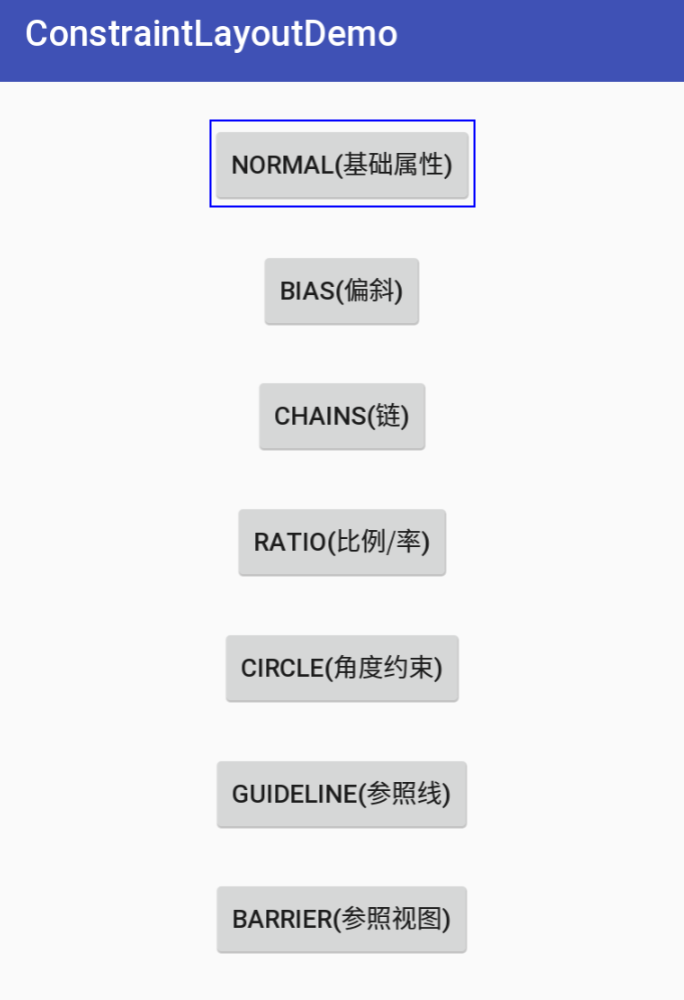 ConstraintLayoutDemo
NORMAL(基础属性)
BIAS(偏斜)
CHAINS(链)
RATIO(比例/率)
CIRCLE(角度约束)
GUIDELINE(参照线)
BARRIER(参照视图)